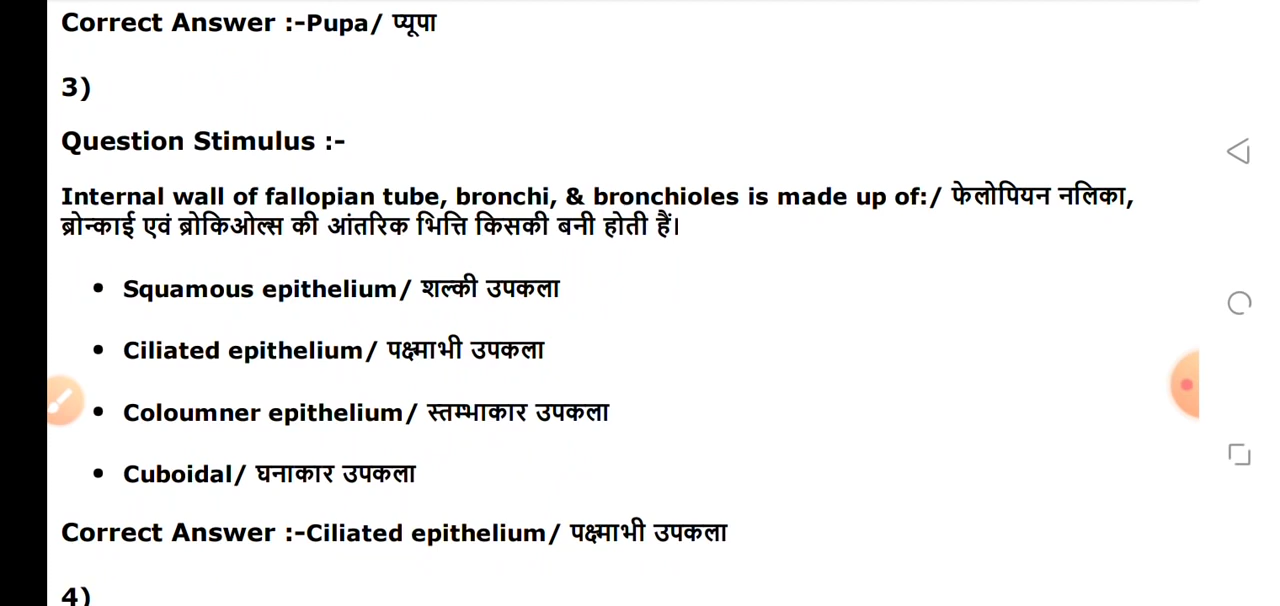 Correct Answer :-Pupa/ प्यूपा
3)
Question Stimulus :-
Internal wall of fallopian tube, bronchi, & bronchioles is made up of:/ फेलोपियन नलिका,
ब्रोन्काई एवं ब्रोकिओल्स की आंतरिक भित्ति किसकी बनी होती हैं।
• Squamous epithelium/ शल्की उपकला
• Ciliated epithelium/ पक्ष्माभी उपकला
• Coloumner epithelium/ स्तम्भाकार उपकला
• Cuboidal/ घनाकार उपकला
Correct Answer :-Ciliated epithelium/ पक्ष्माभी उपकला
4)